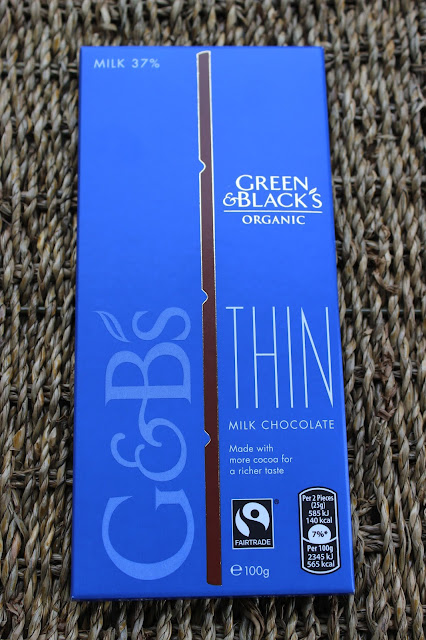 MILK 37%
GREEN
&BLACK'S
ORGANIC
G&B's
THIN
MILK CHOCOLATE
Made with
more cocoa for
a richer taste
FAIRTRADE
℮100g
Per 2 Pieces
(25g)
585 kJ
140 kcal
7%*
Per 100g
2345 kJ
565 kcal